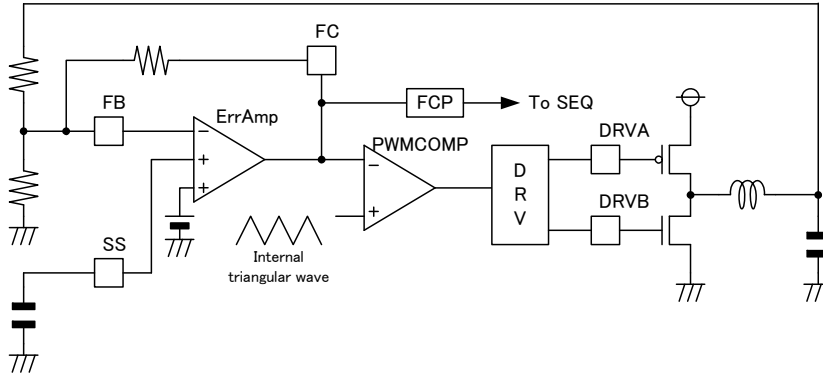 FC
FB
ErrAmp
FCP
To SEQ
PWMCOMP
DRVA
D
R
V
DRVB
SS
Internal
triangular wave
−
+
+
−
+